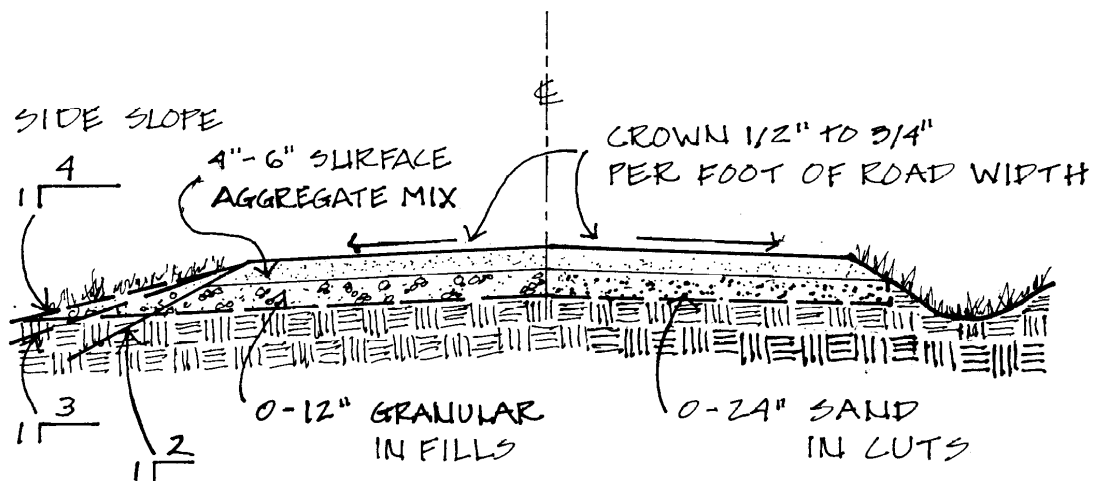 ℄
SIDE SLOPE
1 4
4"-6" SURFACE
AGGREGATE MIX
CROWN 1/2" TO 3/4"
PER FOOT OF ROAD WIDTH
1 3
1 2
0-12" GRANULAR
IN FILLS
0-24" SAND
IN CUTS